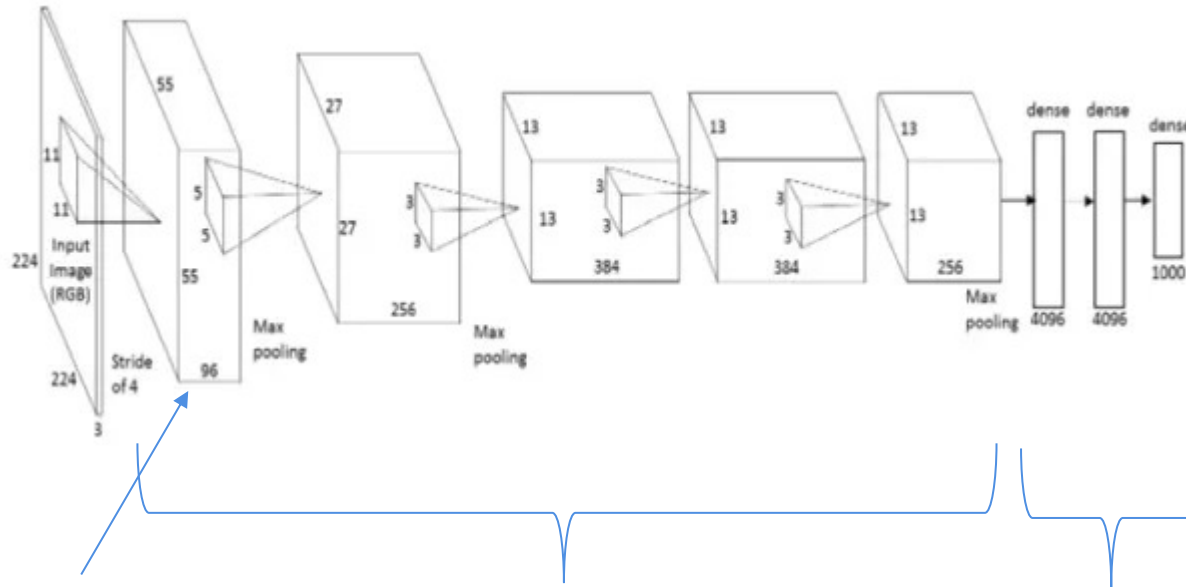 11
11
Input
Image
(RGB)
224
224
3
Stride
of 4
55
5
5
55
96
Max
pooling
27
3
3
27
256
Max
pooling
13
3
3
13
384
13
3
3
13
384
13
13
256
Max
pooling
dense
4096
dense
4096
dense
1000